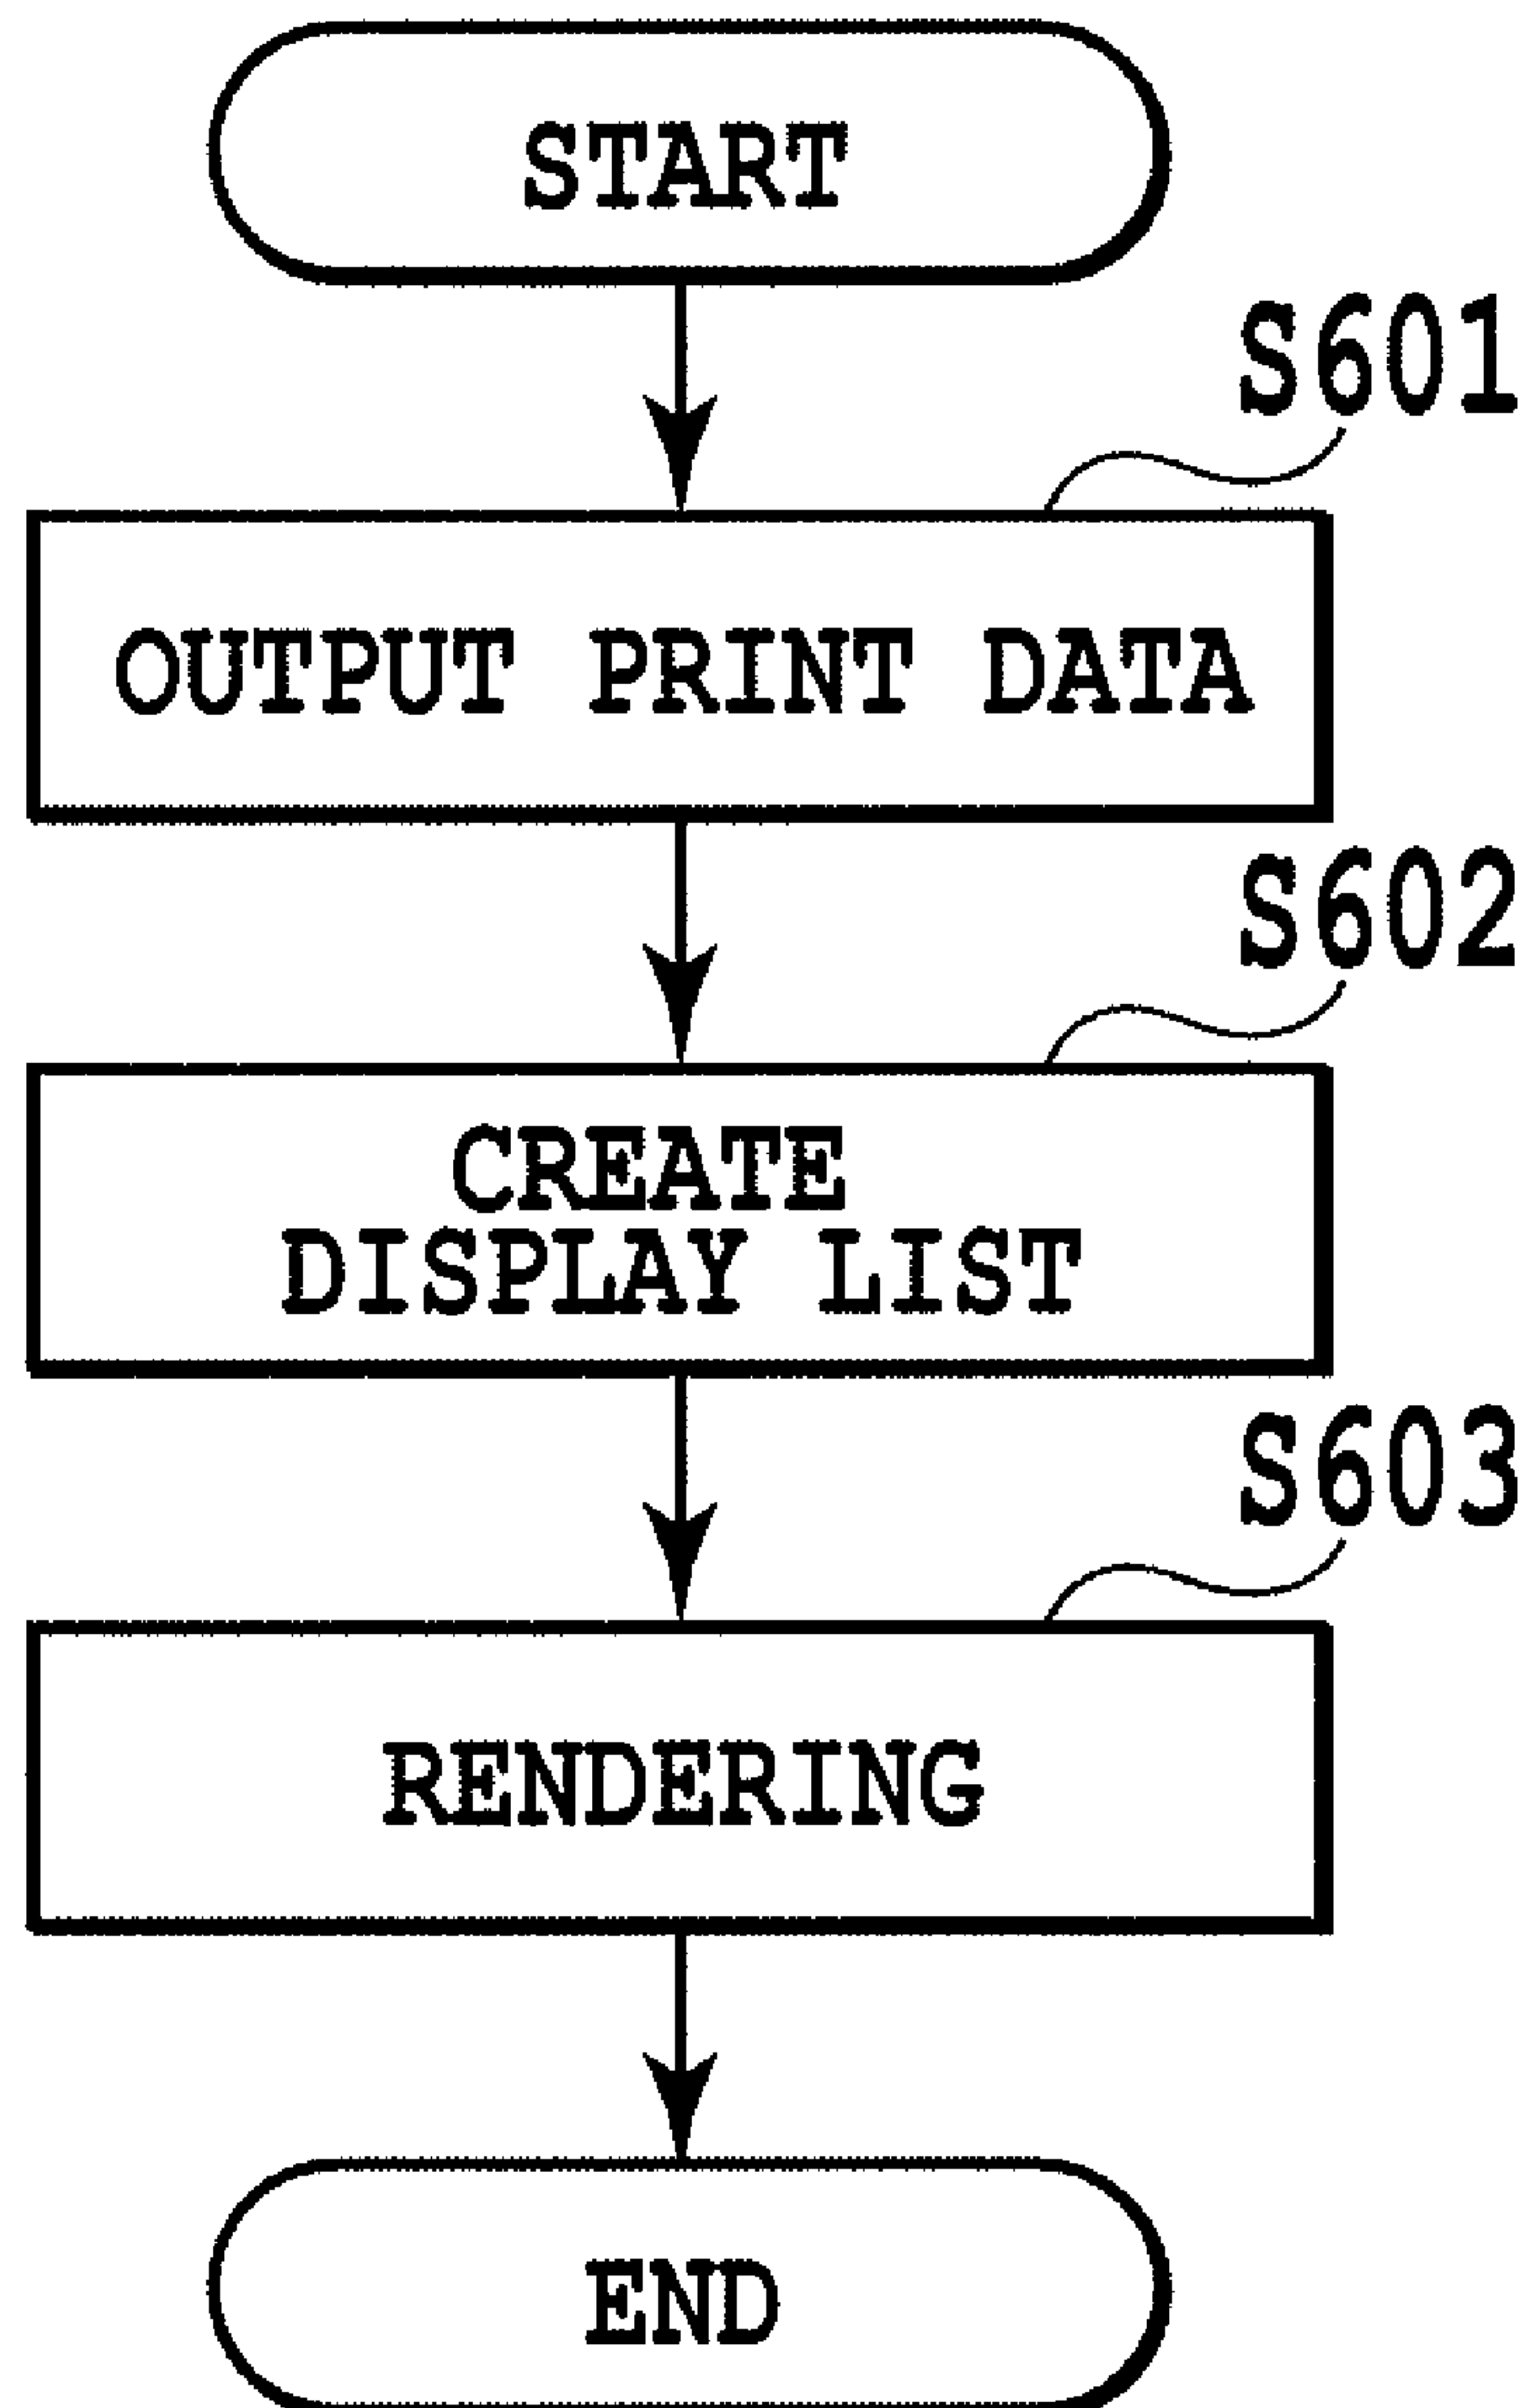 START
S601
OUTPUT PRINT DATA
S602
CREATE
DISPLAY LIST
S603
RENDERING
END